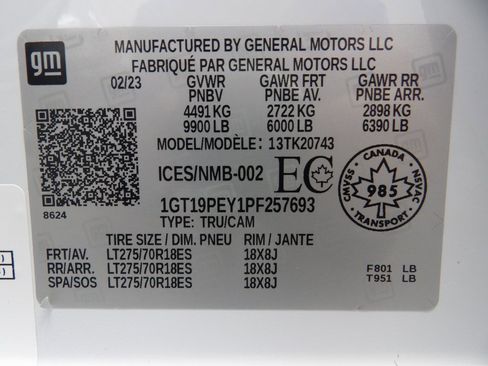 gm
MANUFACTURED BY GENERAL MOTORS LLC
FABRIQUÉ PAR GENERAL MOTORS LLC
02/23 GVWR GAWR FRT GAWR RR
PNBV PNBE AV. PNBE ARR.
4491 KG 2722 KG 2898 KG
9900 LB 6000 LB 6390 LB
MODEL/MODÈLE: 13TK20743
ICES/NMB-002 EC
CANADA
CMVSS 985 NSVAC
TRANSPORT
8624
1GT19PEY1PF257693
TYPE: TRU/CAM
TIRE SIZE / DIM. PNEU RIM / JANTE
FRT/AV. LT275/70R18ES 18X8J
RR/ARR. LT275/70R18ES 18X8J F801 LB
SPA/SOS LT275/70R18ES 18X8J T951 LB